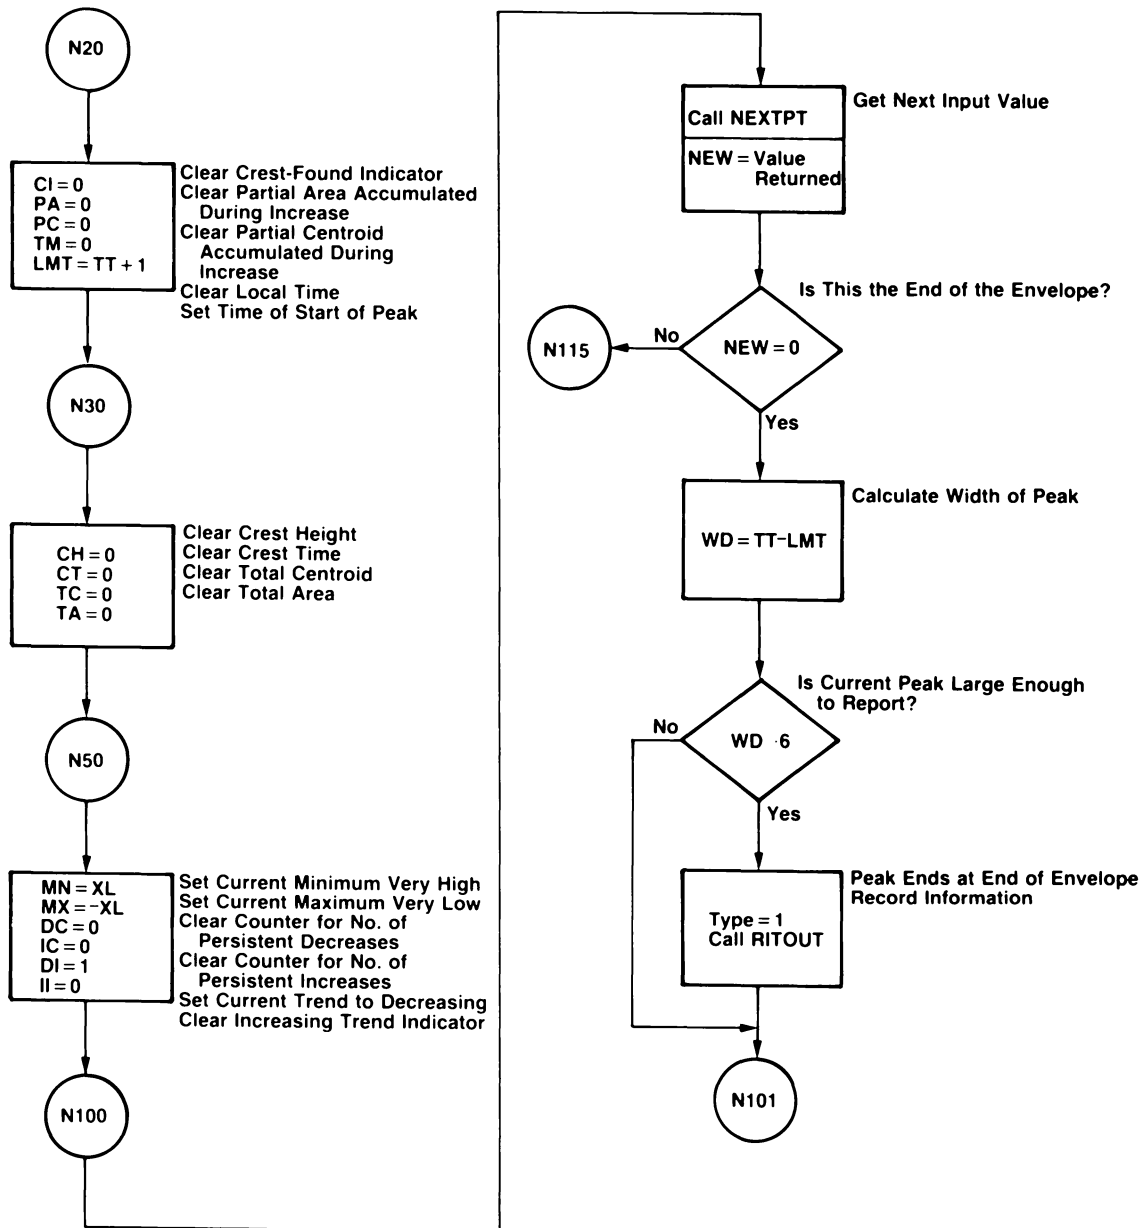 N20
CI = 0
PA = 0
PC = 0
TM = 0
LMT = TT + 1
Clear Crest-Found Indicator
Clear Partial Area Accumulated
During Increase
Clear Partial Centroid
Accumulated During
Increase
Clear Local Time
Set Time of Start of Peak
N30
CH = 0
CT = 0
TC = 0
TA = 0
Clear Crest Height
Clear Crest Time
Clear Total Centroid
Clear Total Area
N50
MN = XL
MX = -XL
DC = 0
IC = 0
DI = 1
II = 0
Set Current Minimum Very High
Set Current Maximum Very Low
Clear Counter for No. of
Persistent Decreases
Clear Counter for No. of
Persistent Increases
Set Current Trend to Decreasing
Clear Increasing Trend Indicator
N100
Call NEXTPT
NEW = Value
Returned
Get Next Input Value
Is This the End of the Envelope?
NEW = 0
No
N115
Yes
Calculate Width of Peak
WD = TT-LMT
Is Current Peak Large Enough
to Report?
No
WD 6
Yes
Peak Ends at End of Envelope
Record Information
Type = 1
Call RITOUT
N101